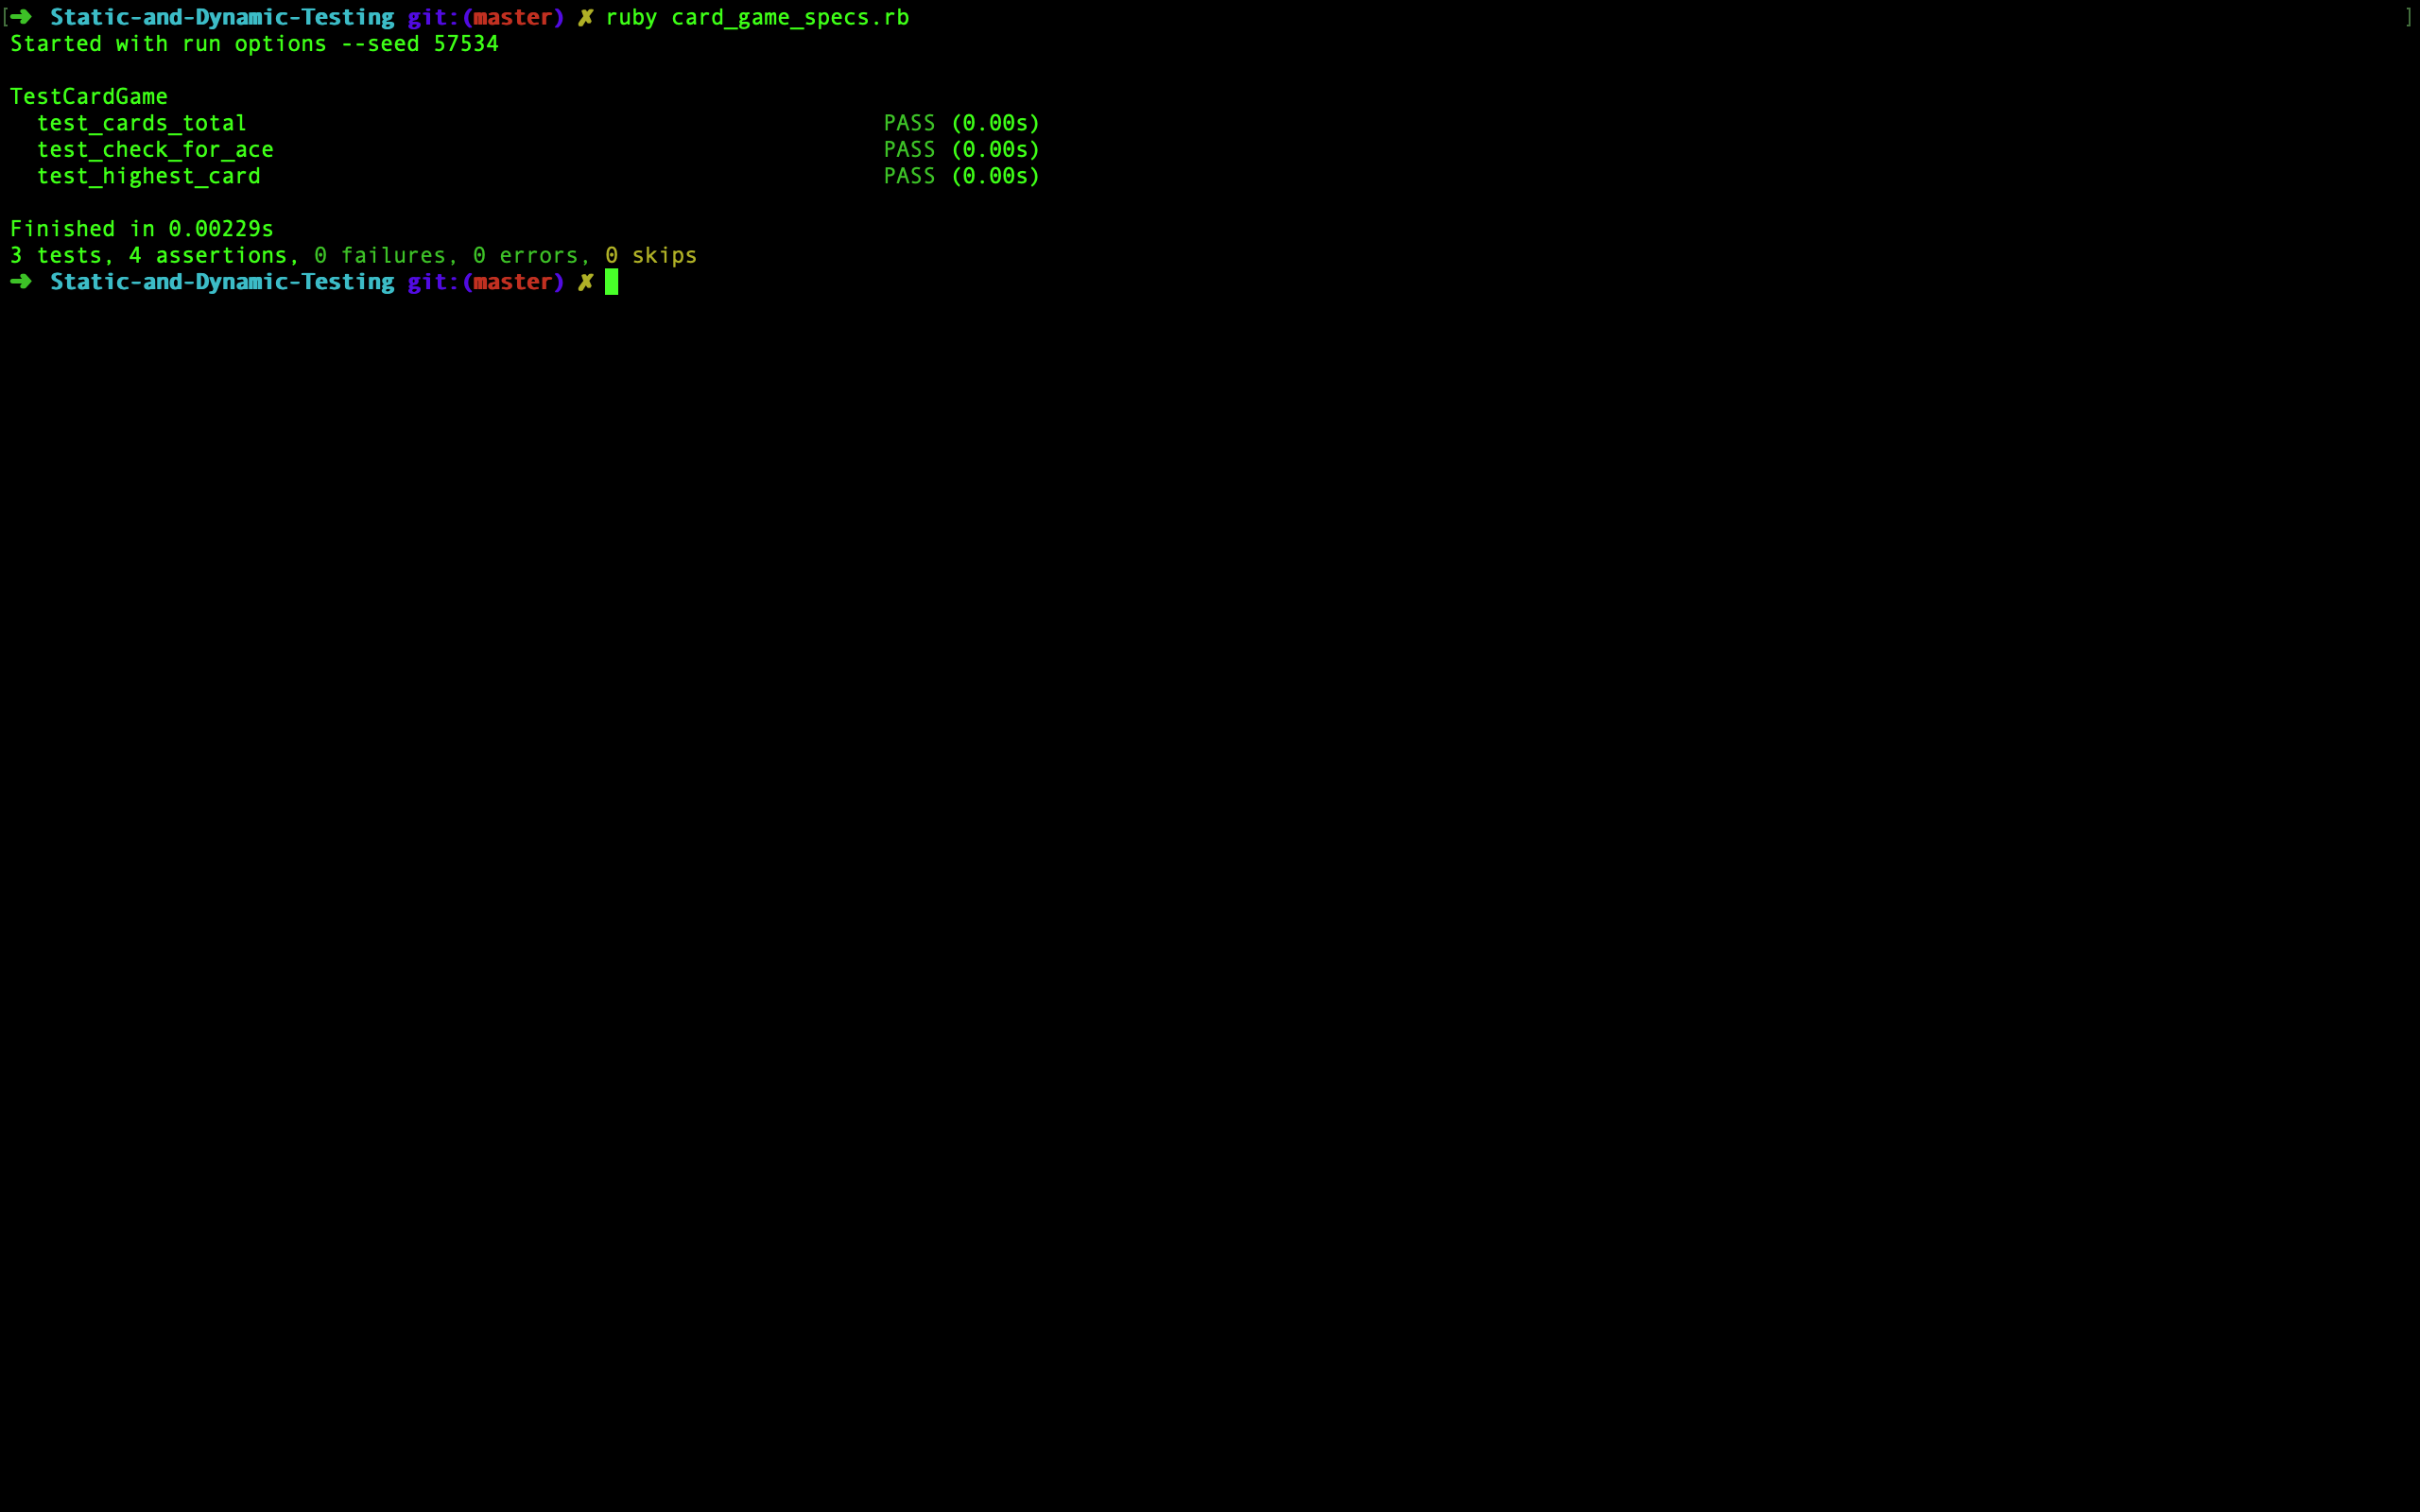 [➜  Static-and-Dynamic-Testing git:(master) ✗ ruby card_game_specs.rb ]
Started with run options --seed 57534
TestCardGame
test_cards_total PASS (0.00s)
test_check_for_ace PASS (0.00s)
test_highest_card PASS (0.00s)
Finished in 0.00229s
3 tests, 4 assertions, 0 failures, 0 errors, 0 skips
➜  Static-and-Dynamic-Testing git:(master) ✗